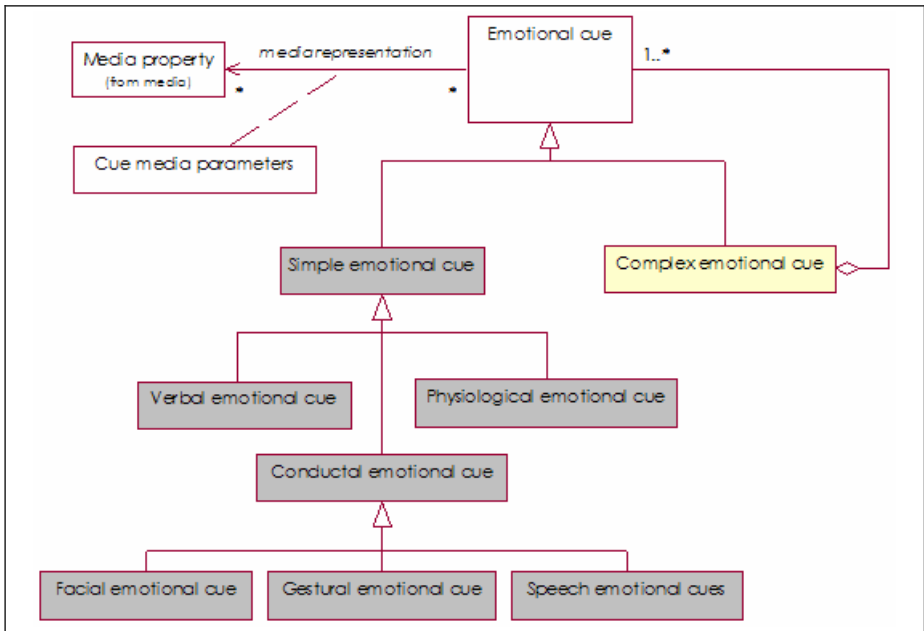 Emotional cue
mediarepresentation
1..*
Media property
(from media)
*
*
Cue media parameters
Simple emotional cue
Complex emotional cue
Verbal emotional cue
Physiological emotional cue
Conductal emotional cue
Facial emotional cue
Gestural emotional cue
Speech emotional cues